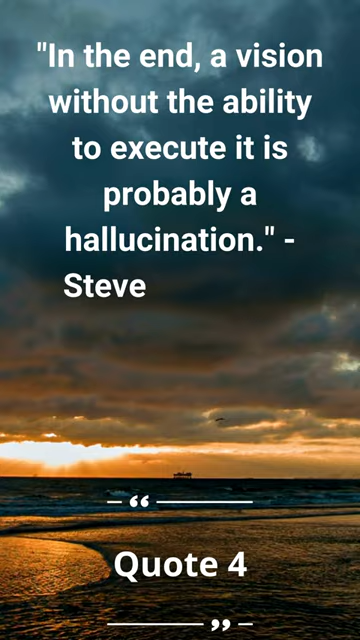 "In the end, a vision
without the ability
to execute it is
probably a
hallucination." -
Steve
“
Quote 4
”